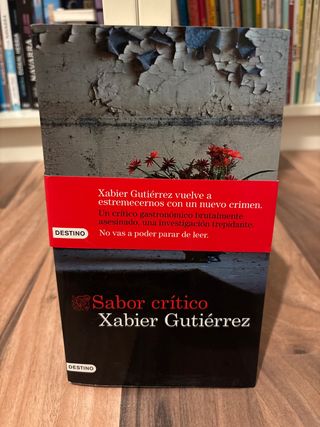 Xabier Gutiérrez vuelve a
estremecernos con un nuevo crimen.
Un crítico gastronómico brutalmente
asesinado, una investigación trepidante.
No vas a poder parar de leer.
DESTINO
Sabor crítico
Xabier Gutiérrez
DESTINO